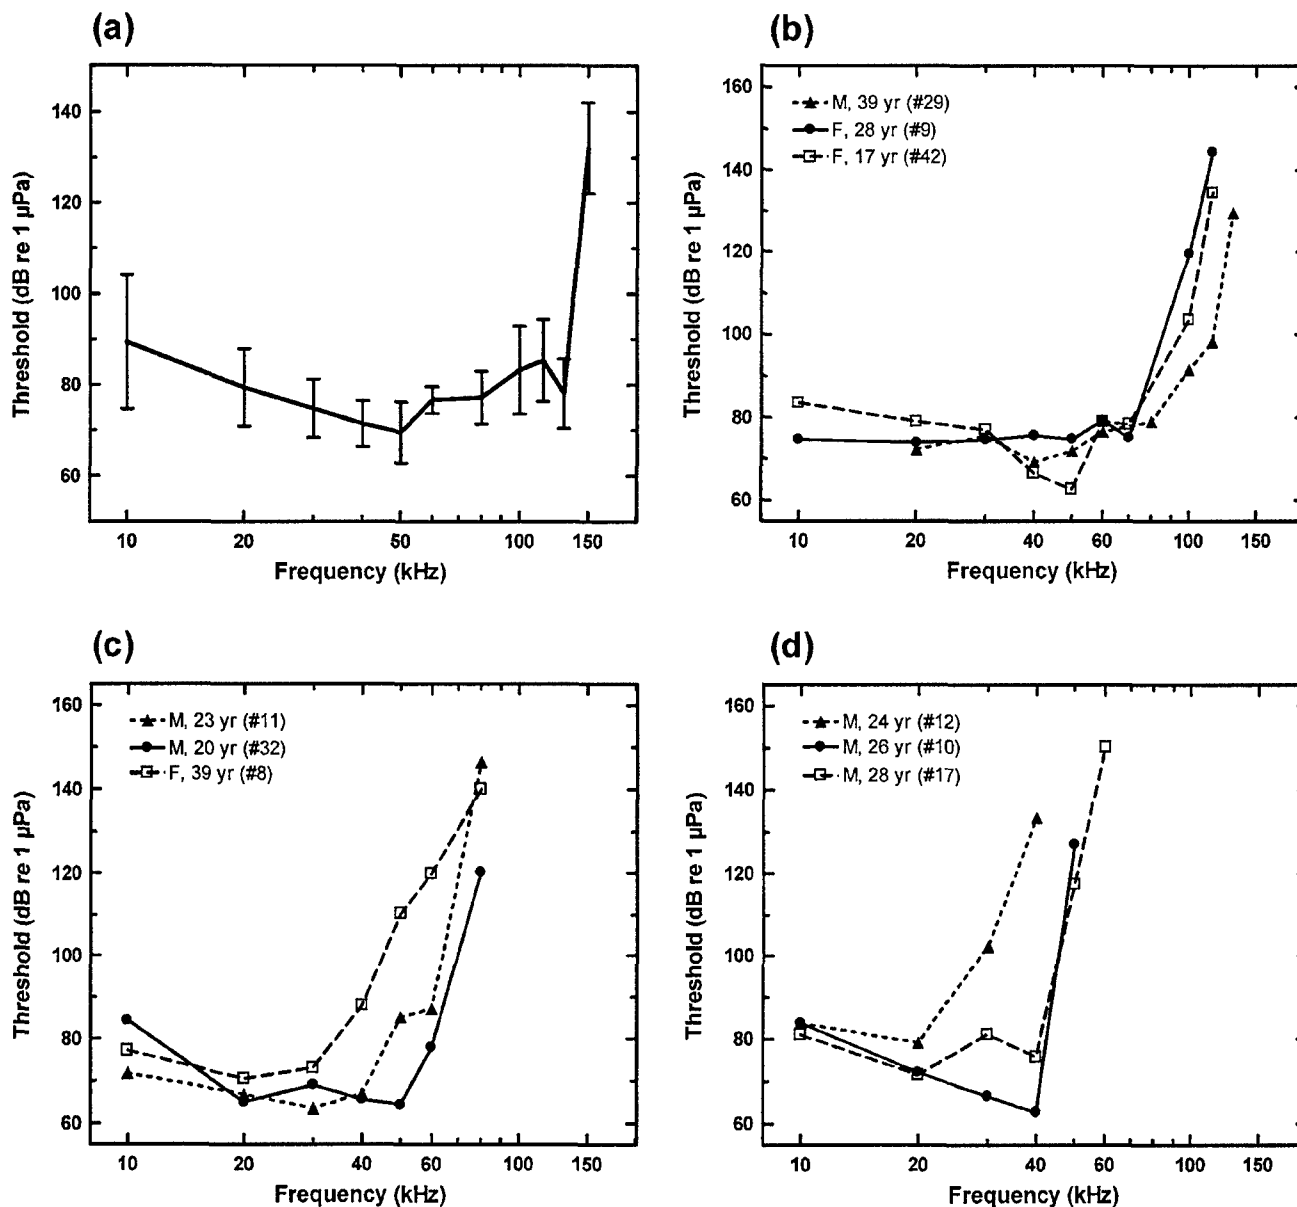 (a)
140
120
100
80
60
Threshold (dB re 1 µPa)
10 20 50 100 150
Frequency (kHz)
(b)
160
140
120
100
80
60
Threshold (dB re 1 µPa)
M, 39 yr (#29)
F, 28 yr (#9)
F, 17 yr (#42)
10 20 40 60 100 150
Frequency (kHz)
(c)
160
140
120
100
80
60
Threshold (dB re 1 µPa)
M, 23 yr (#11)
M, 20 yr (#32)
F, 39 yr (#8)
10 20 40 60 100 150
Frequency (kHz)
(d)
160
140
120
100
80
60
Threshold (dB re 1 µPa)
M, 24 yr (#12)
M, 26 yr (#10)
M, 28 yr (#17)
10 20 40 60 100 150
Frequency (kHz)